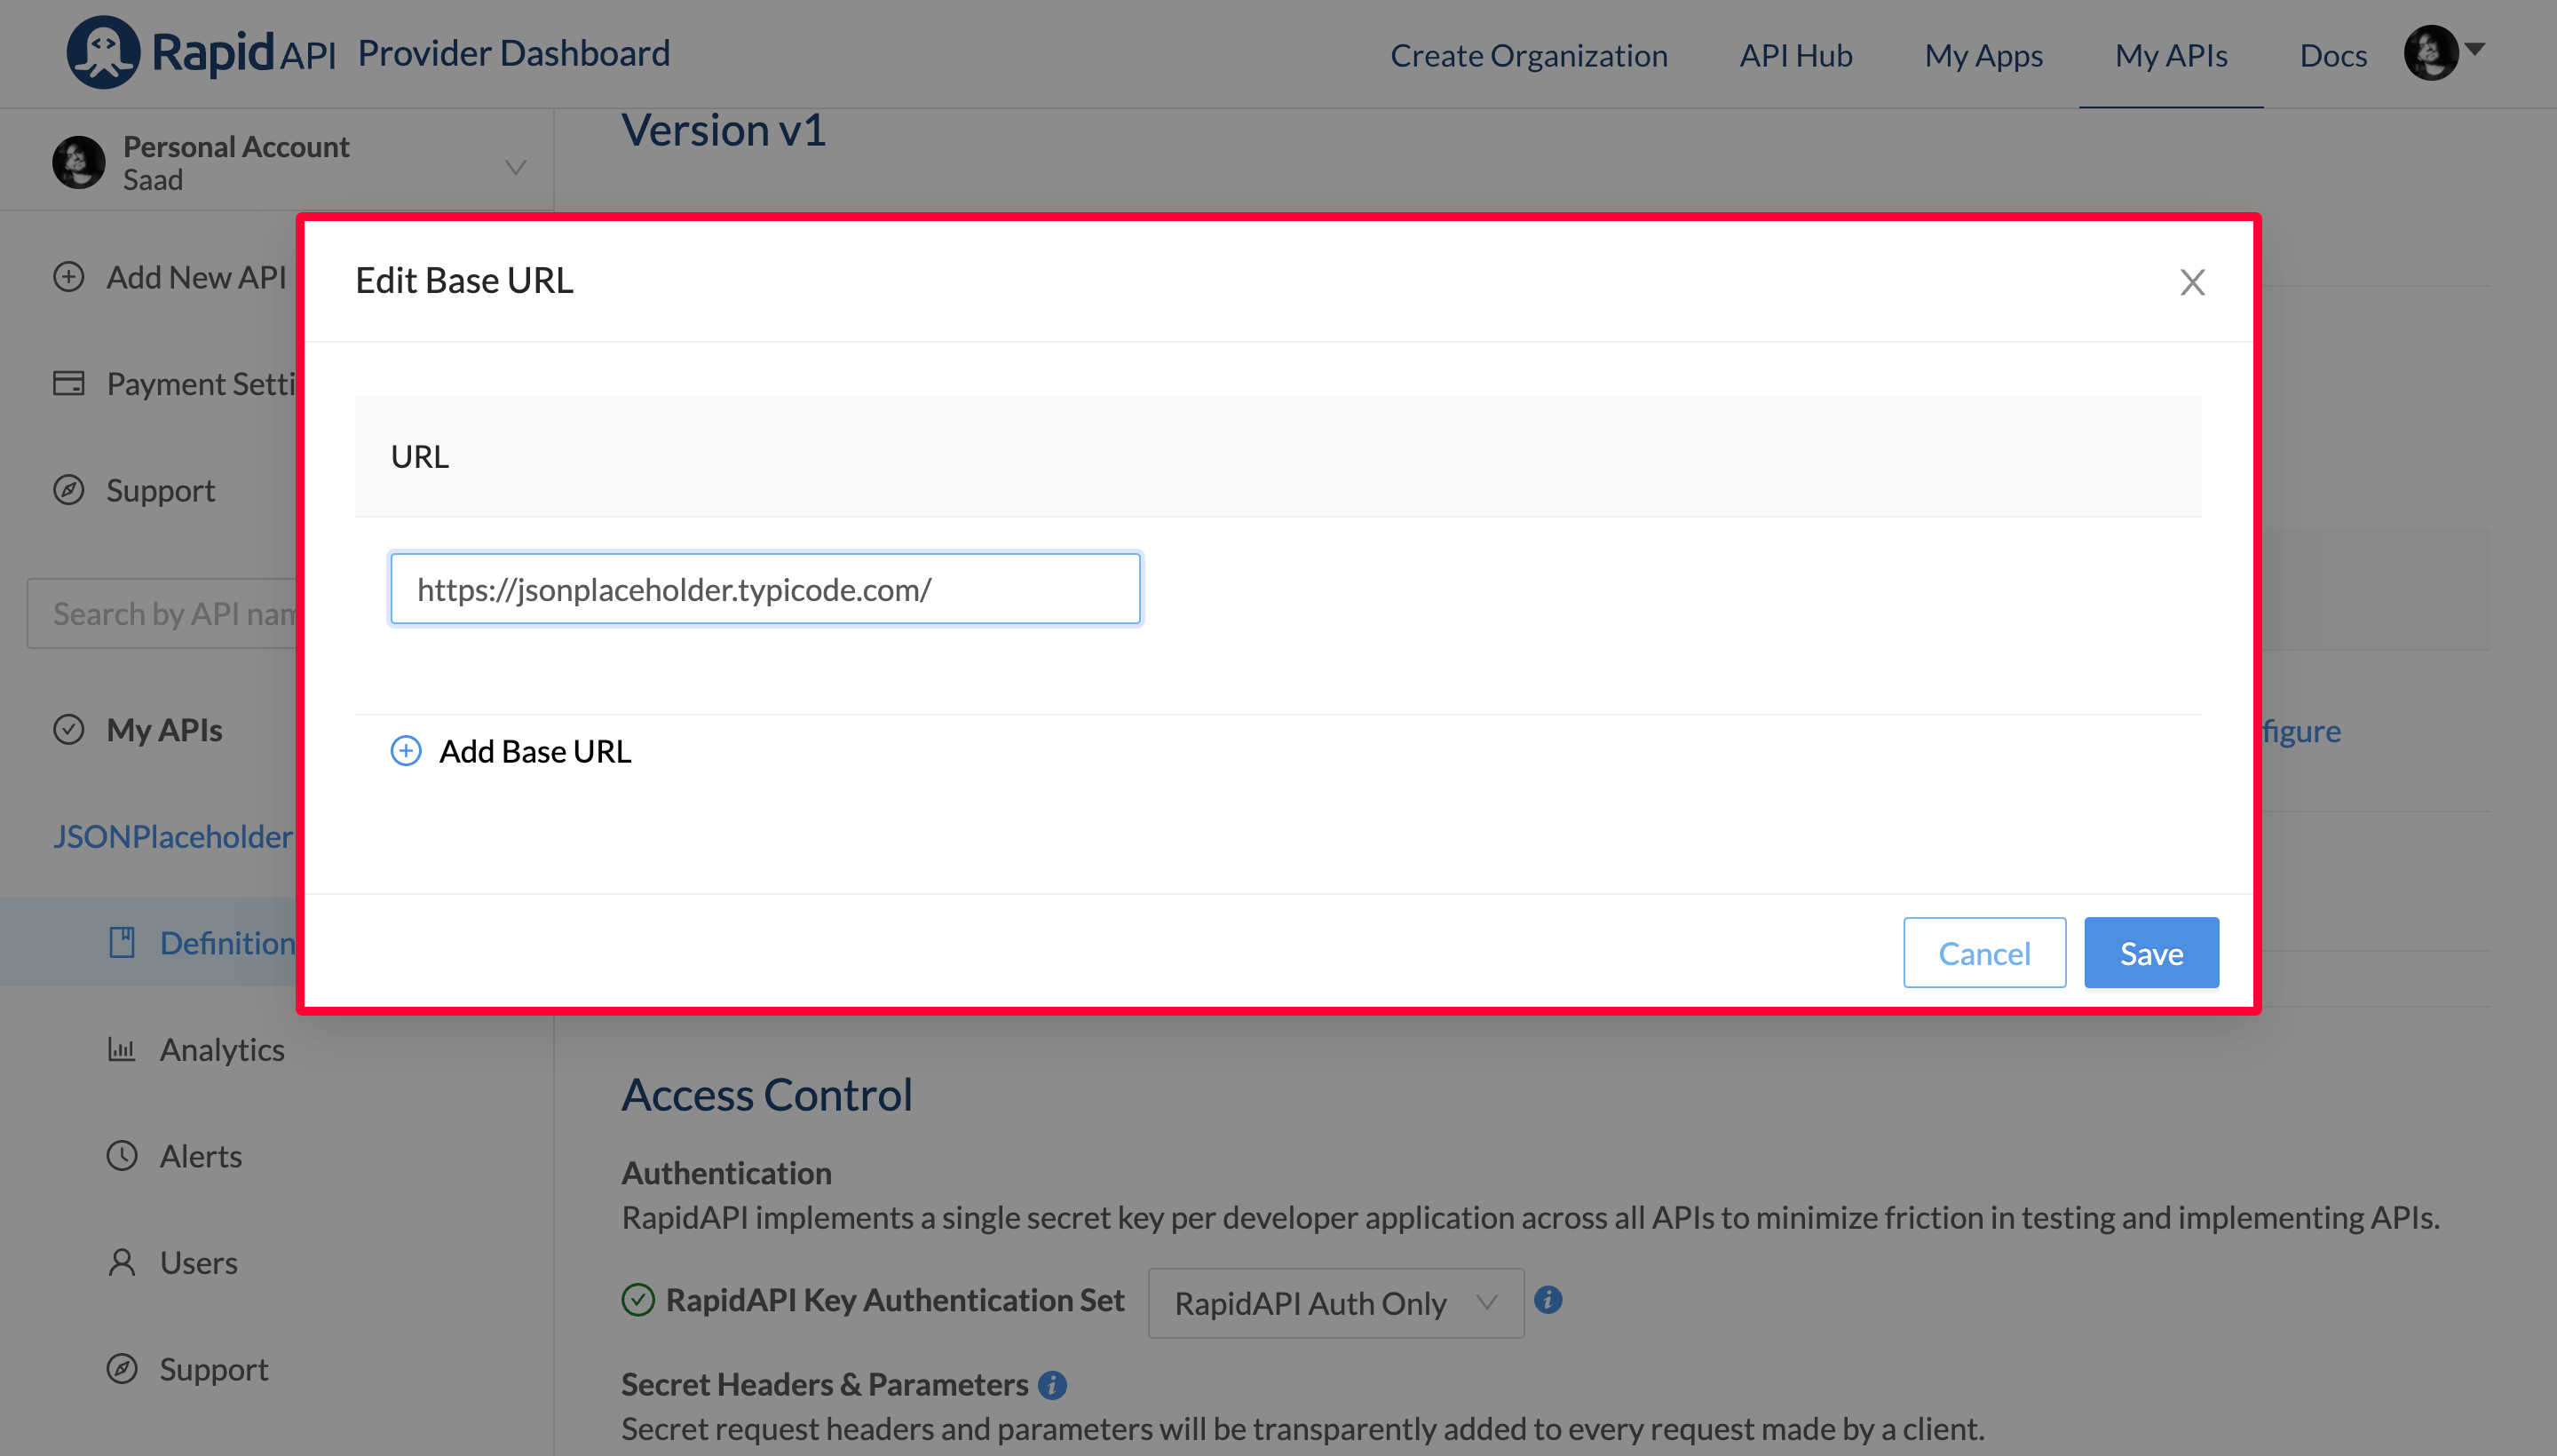 RapidAPI Provider Dashboard
Create Organization
API Hub
My Apps
My APIs
Docs
Personal Account
Saad
Add New API
Payment Setti
Support
Search by API nam
My APIs
JSONPlaceholder
Definition
Analytics
Alerts
Users
Support
Version v1
Edit Base URL
URL
https://jsonplaceholder.typicode.com/
Add Base URL
Cancel
Save
figure
Access Control
Authentication
RapidAPI implements a single secret key per developer application across all APIs to minimize friction in testing and implementing APIs.
RapidAPI Key Authentication Set
RapidAPI Auth Only
Secret Headers & Parameters
Secret request headers and parameters will be transparently added to every request made by a client.